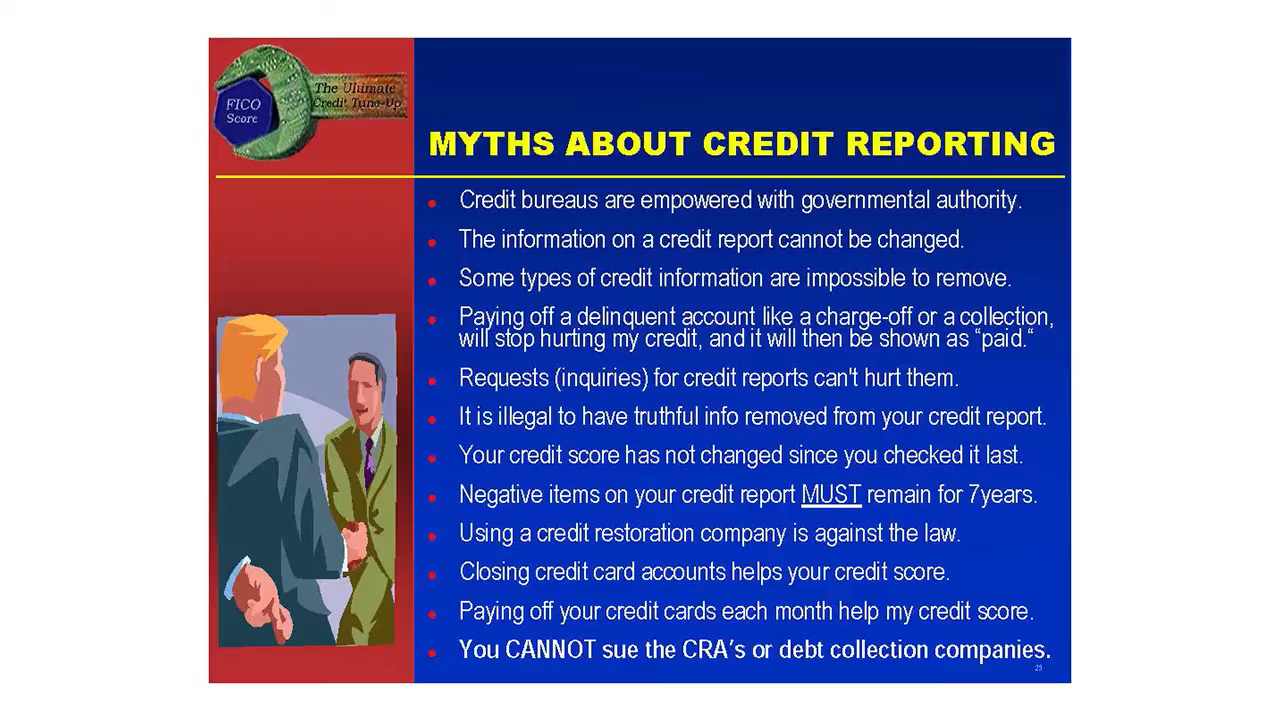 FICO
Score
The Ultimate
Credit Tune-Up
MYTHS ABOUT CREDIT REPORTING
Credit bureaus are empowered with governmental authority.
The information on a credit report cannot be changed.
Some types of credit information are impossible to remove.
Paying off a delinquent account like a charge-off or a collection,
will stop hurting my credit, and it will then be shown as “paid.“
Requests (inquiries) for credit reports can't hurt them.
It is illegal to have truthful info removed from your credit report.
Your credit score has not changed since you checked it last.
Negative items on your credit report MUST remain for 7years.
Using a credit restoration company is against the law.
Closing credit card accounts helps your credit score.
Paying off your credit cards each month help my credit score.
You CANNOT sue the CRA’s or debt collection companies.
25